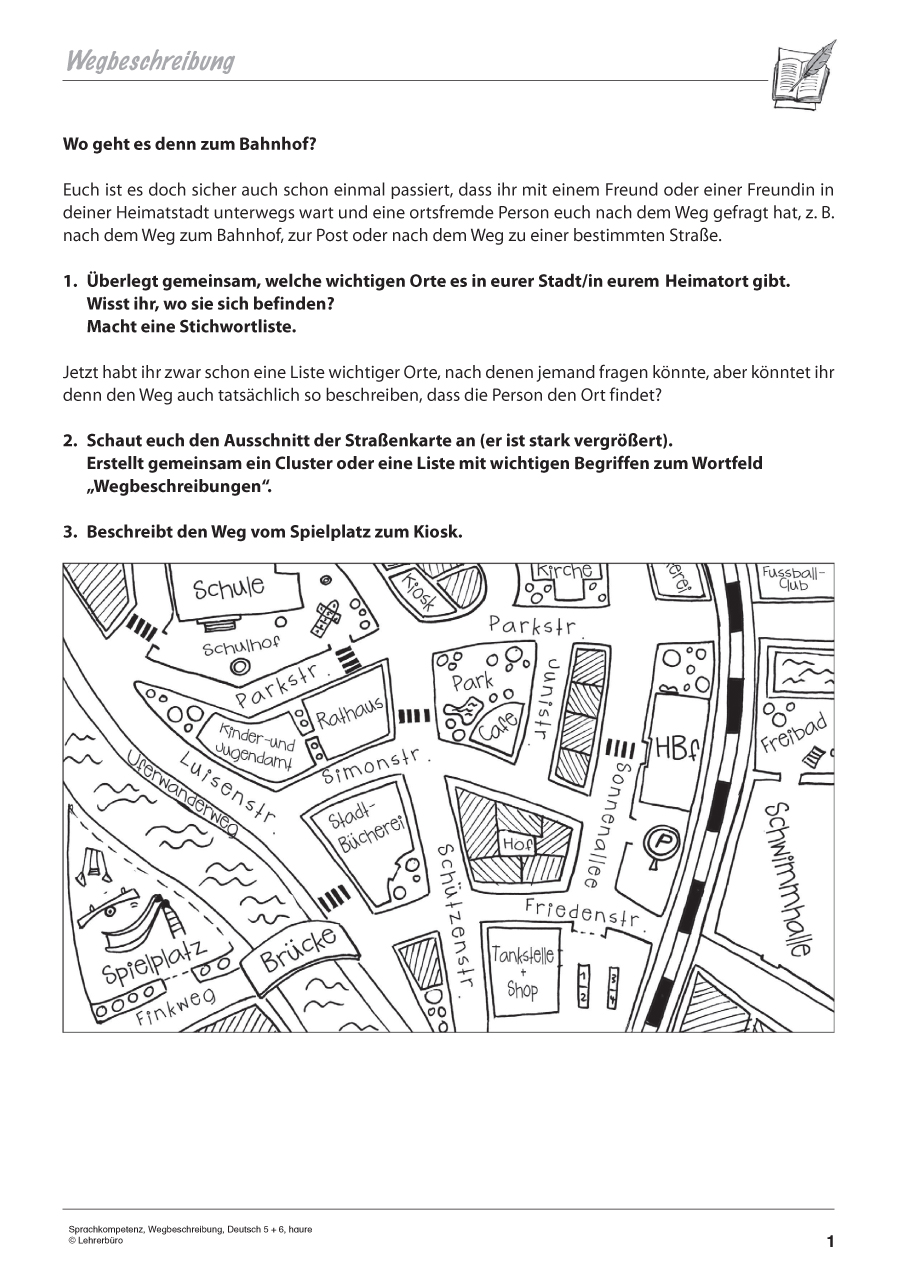 Wegbeschreibung
Wo geht es denn zum Bahnhof?
Euch ist es doch sicher auch schon einmal passiert, dass ihr mit einem Freund oder einer Freundin in
deiner Heimatstadt unterwegs wart und eine ortsfremde Person euch nach dem Weg gefragt hat, z. B.
nach dem Weg zum Bahnhof, zur Post oder nach dem Weg zu einer bestimmten Straße.
1. Überlegt gemeinsam, welche wichtigen Orte es in eurer Stadt/in eurem Heimatort gibt.
Wisst ihr, wo sie sich befinden?
Macht eine Stichwortliste.
Jetzt habt ihr zwar schon eine Liste wichtiger Orte, nach denen jemand fragen könnte, aber könntet ihr
denn den Weg auch tatsächlich so beschreiben, dass die Person den Ort findet?
2. Schaut euch den Ausschnitt der Straßenkarte an (er ist stark vergrößert).
Erstellt gemeinsam ein Cluster oder eine Liste mit wichtigen Begriffen zum Wortfeld
„Wegbeschreibungen“.
3. Beschreibt den Weg vom Spielplatz zum Kiosk.
Schule
Kiosk
Kirche
erei
Fussball-
Club
Schulhof
Parkstr.
Parkstr.
Park
Cafe
Junistr.
HBf
Freibad
Kinder-und
Jugendamt
Rathaus
Simonstr.
Luisenstr.
Uferwanderweg
Stadt-
Bücherei
Schützenstr.
Hof
Sonnenallee
P
Schwimmhalle
Friedenstr.
Spielplatz
Brücke
Finkweg
Tankstelle
+
Shop
1
2
3
4
Sprachkompetenz, Wegbeschreibung, Deutsch 5 + 6, haure
© Lehrerbüro
1